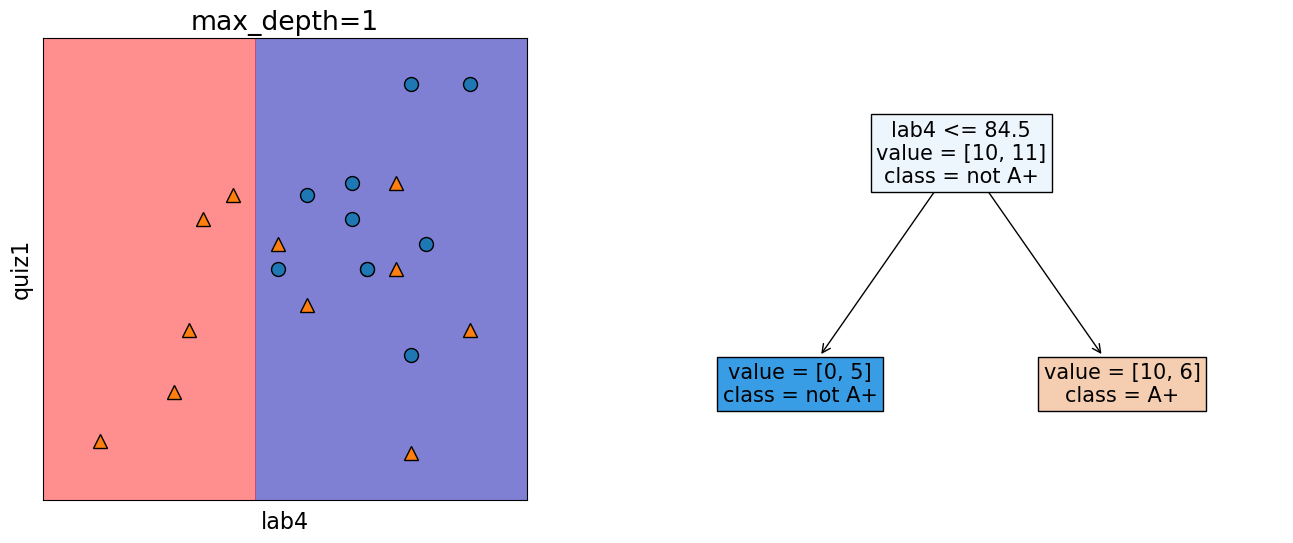 max_depth=1
quiz1
lab4
lab4 <= 84.5
value = [10, 11]
class = not A+
value = [0, 5]
class = not A+
value = [10, 6]
class = A+